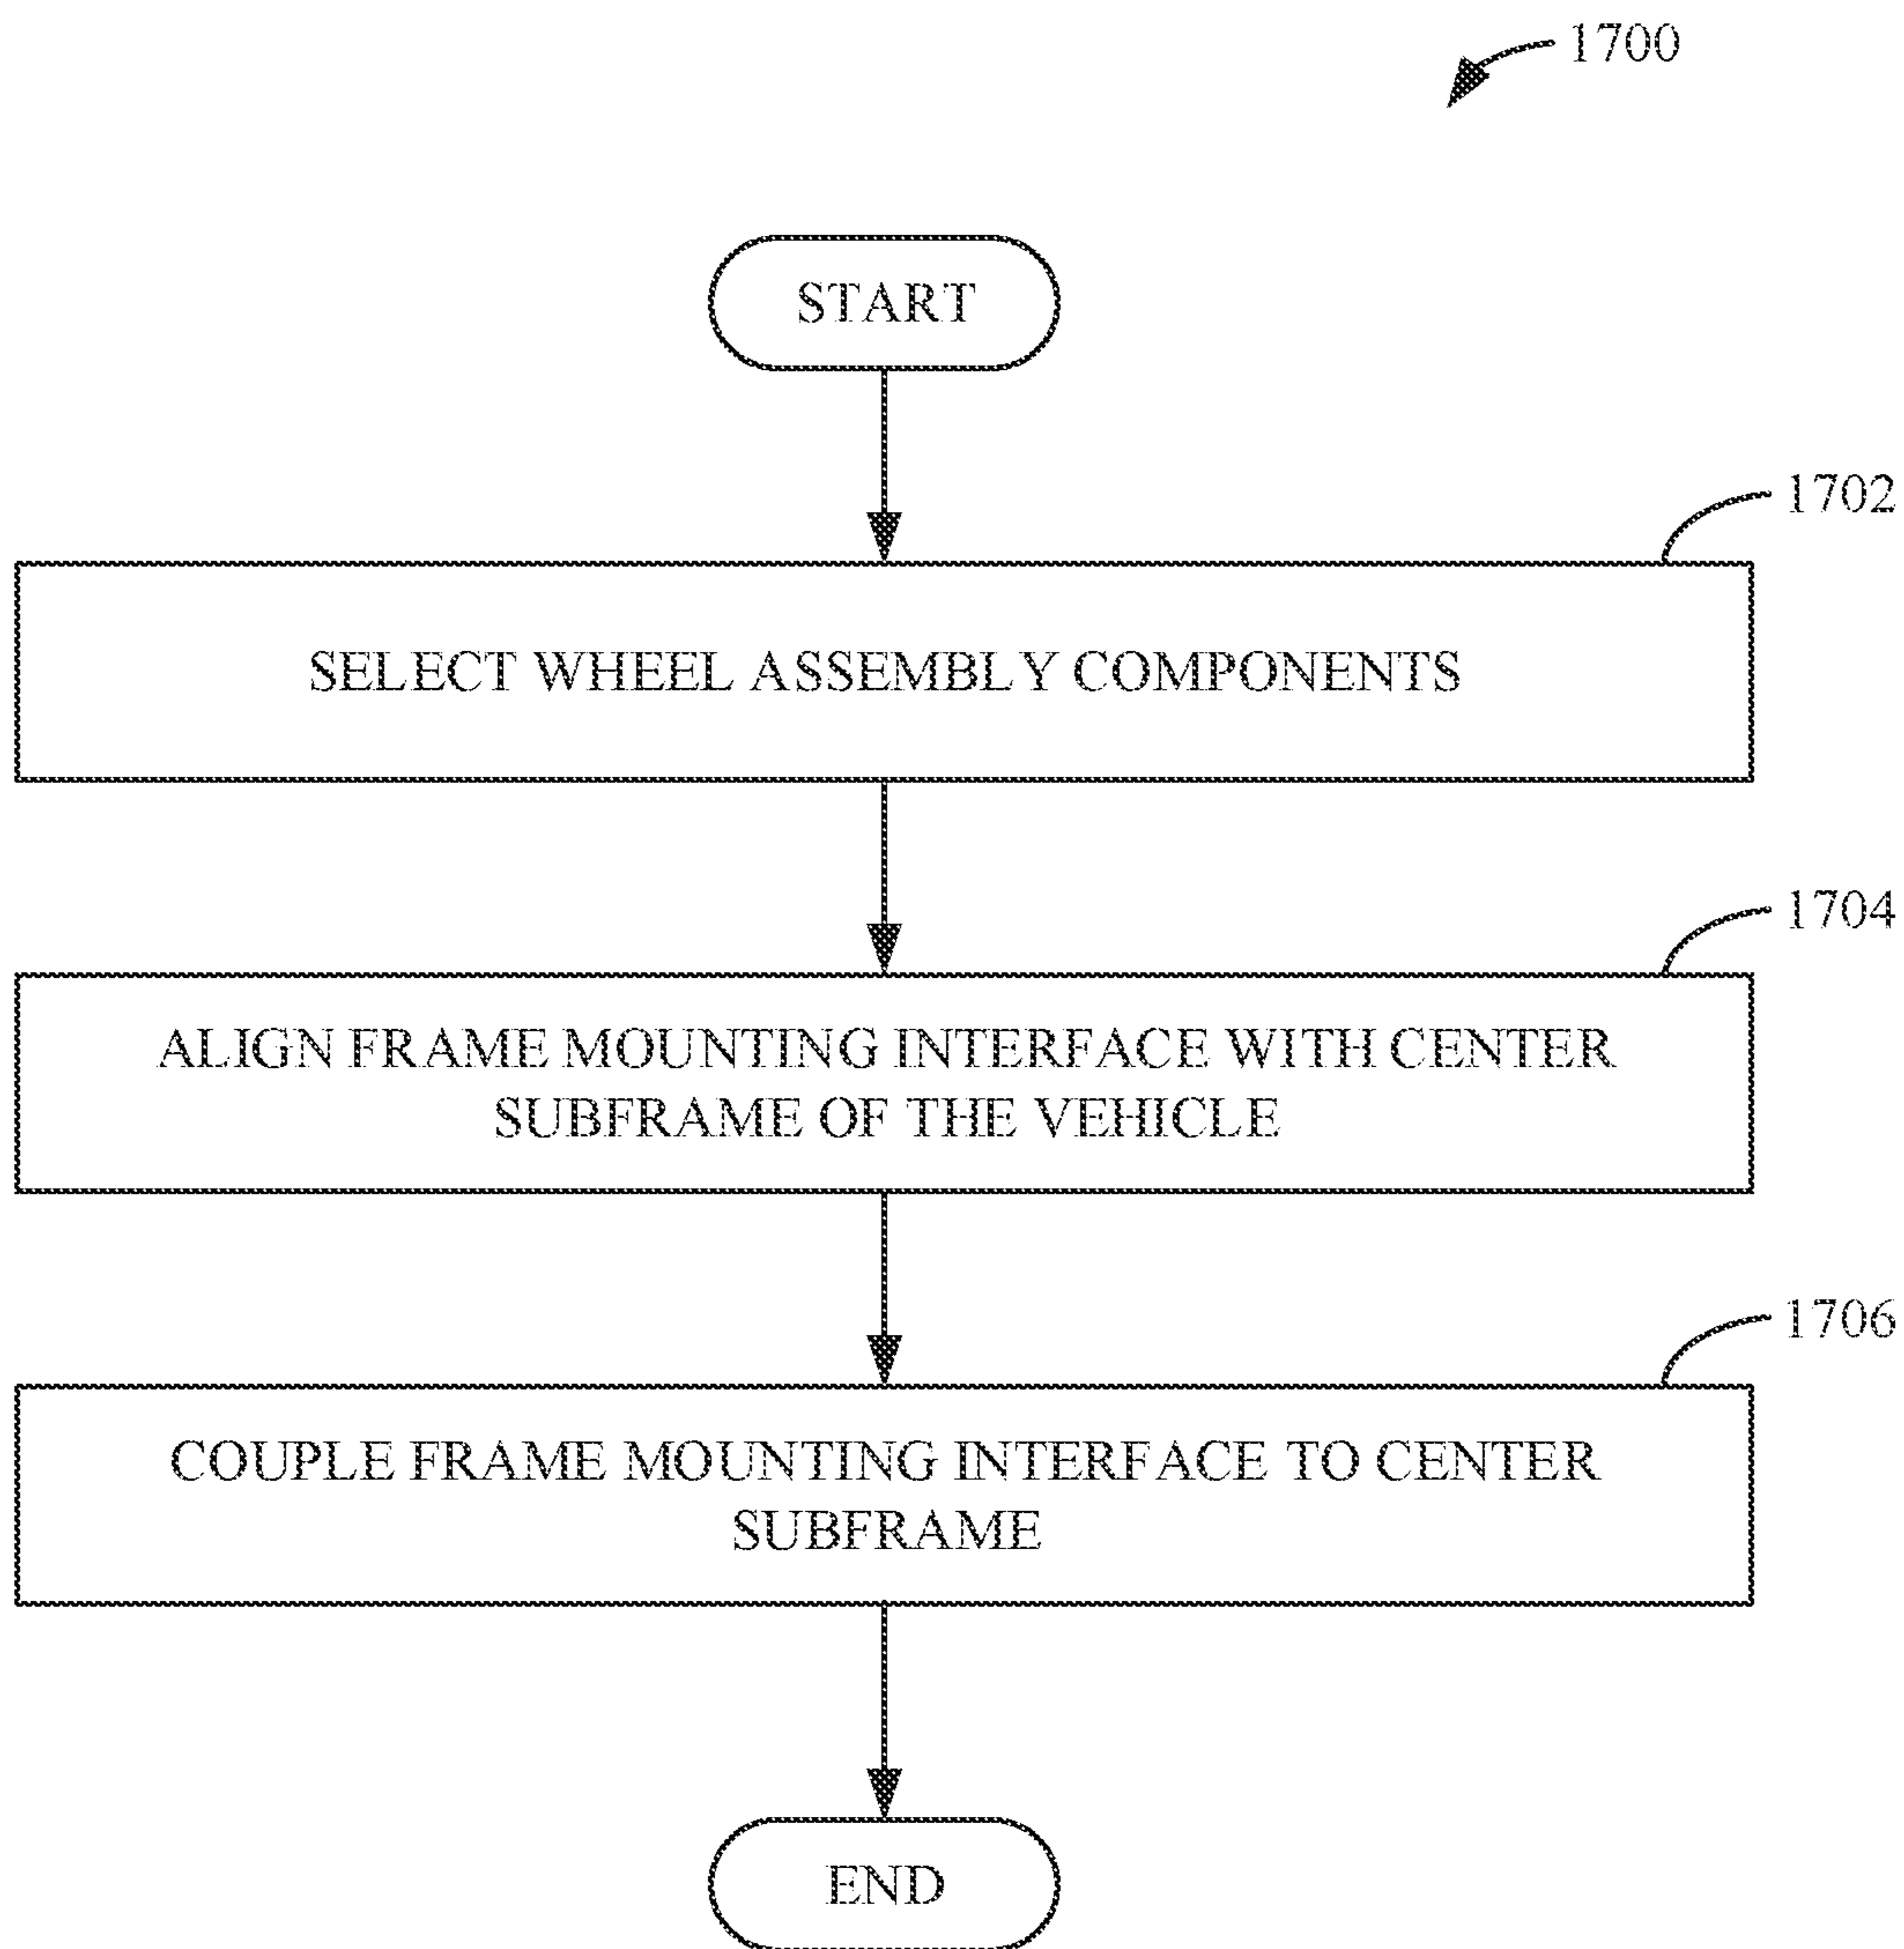 1700
START
1702
SELECT WHEEL ASSEMBLY COMPONENTS
1704
ALIGN FRAME MOUNTING INTERFACE WITH CENTER
SUBFRAME OF THE VEHICLE
1706
COUPLE FRAME MOUNTING INTERFACE TO CENTER
SUBFRAME
END